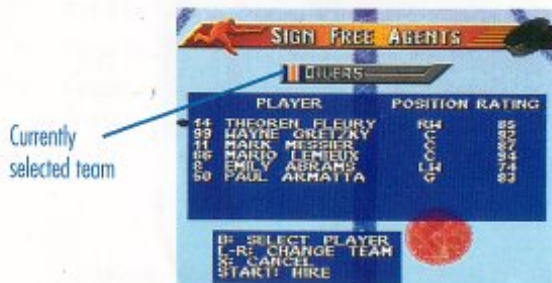 SIGN FREE AGENTS
OILERS
PLAYER POSITION RATING
14 THEOREN FLEURY RW 85
99 WAYNE GRETZKY C 92
11 MARK MESSIER C 87
66 MARIO LEMIEUX C 94
8 EMILY ABRAMS LW 74
50 PAUL ARMATTA G 83
Currently
selected team
B: SELECT PLAYER
L-R: CHANGE TEAM
X: CANCEL
START: HIRE